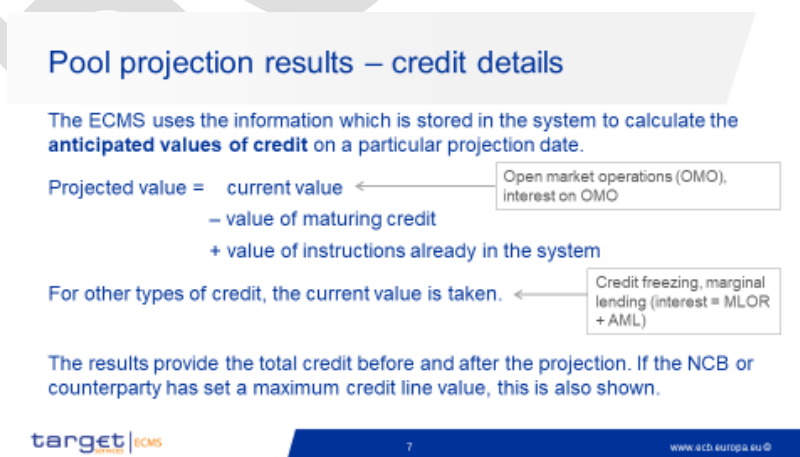 Pool projection results – credit details
The ECMS uses the information which is stored in the system to calculate the
anticipated values of credit on a particular projection date.
Projected value = current value
Open market operations (OMO),
interest on OMO
– value of maturing credit
+ value of instructions already in the system
For other types of credit, the current value is taken.
Credit freezing, marginal
lending (interest = MLOR
+ AML)
The results provide the total credit before and after the projection. If the NCB or
counterparty has set a maximum credit line value, this is also shown.
target | ECMS
SERVICES
7
www.ecb.europa.eu ©